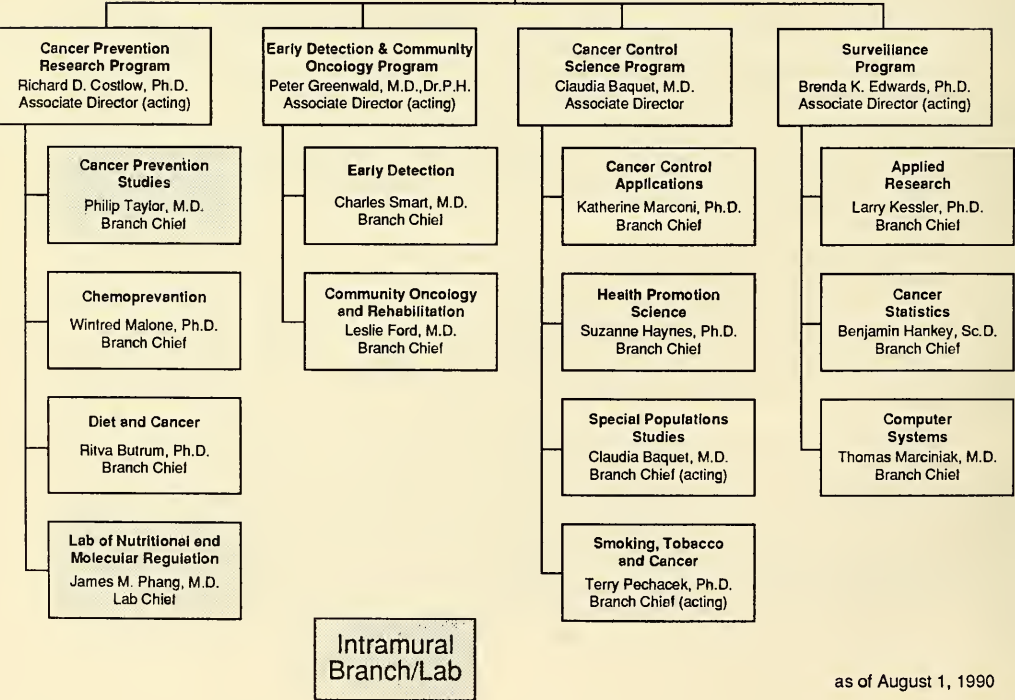 Cancer Prevention
Research Program
Richard D. Costlow, Ph.D.
Associate Director (acting)
Early Detection & Community
Oncology Program
Peter Greenwald, M.D.,Dr.P.H.
Associate Director (acting)
Cancer Control
Science Program
Claudia Baquet, M.D.
Associate Director
Surveillance
Program
Brenda K. Edwards, Ph.D.
Associate Director (acting)
Cancer Prevention
Studies
Philip Taylor, M.D.
Branch Chief
Early Detection
Charles Smart, M.D.
Branch Chief
Cancer Control
Applications
Katherine Marconi, Ph.D.
Branch Chief
Applied
Research
Larry Kessler, Ph.D.
Branch Chief
Chemoprevantion
Wintred Malone, Ph.D.
Branch Chief
Community Oncology
and Rehabilitation
Leslie Ford, M.D.
Branch Chief
Health Promotion
Science
Suzanne Haynes, Ph.D.
Branch Chief
Cancer
Statistics
Benjamin Hankey, Sc.D.
Branch Chief
Diet and Cancer
Ritva Butrum, Ph.D.
Branch Chief
Special Populations
Studies
Claudia Baquet, M.D.
Branch Chief (acting)
Computer
Systems
Thomas Marciniak, M.D.
Branch Chief
Lab of Nutritional end
Molecular Regulation
James M. Phang, M.D.
Lab Chief
Smoking, Tobacco
and Cancer
Terry Pechacek, Ph.D.
Branch Chief (acting)
Intramural
Branch/Lab
as of August 1, 1990